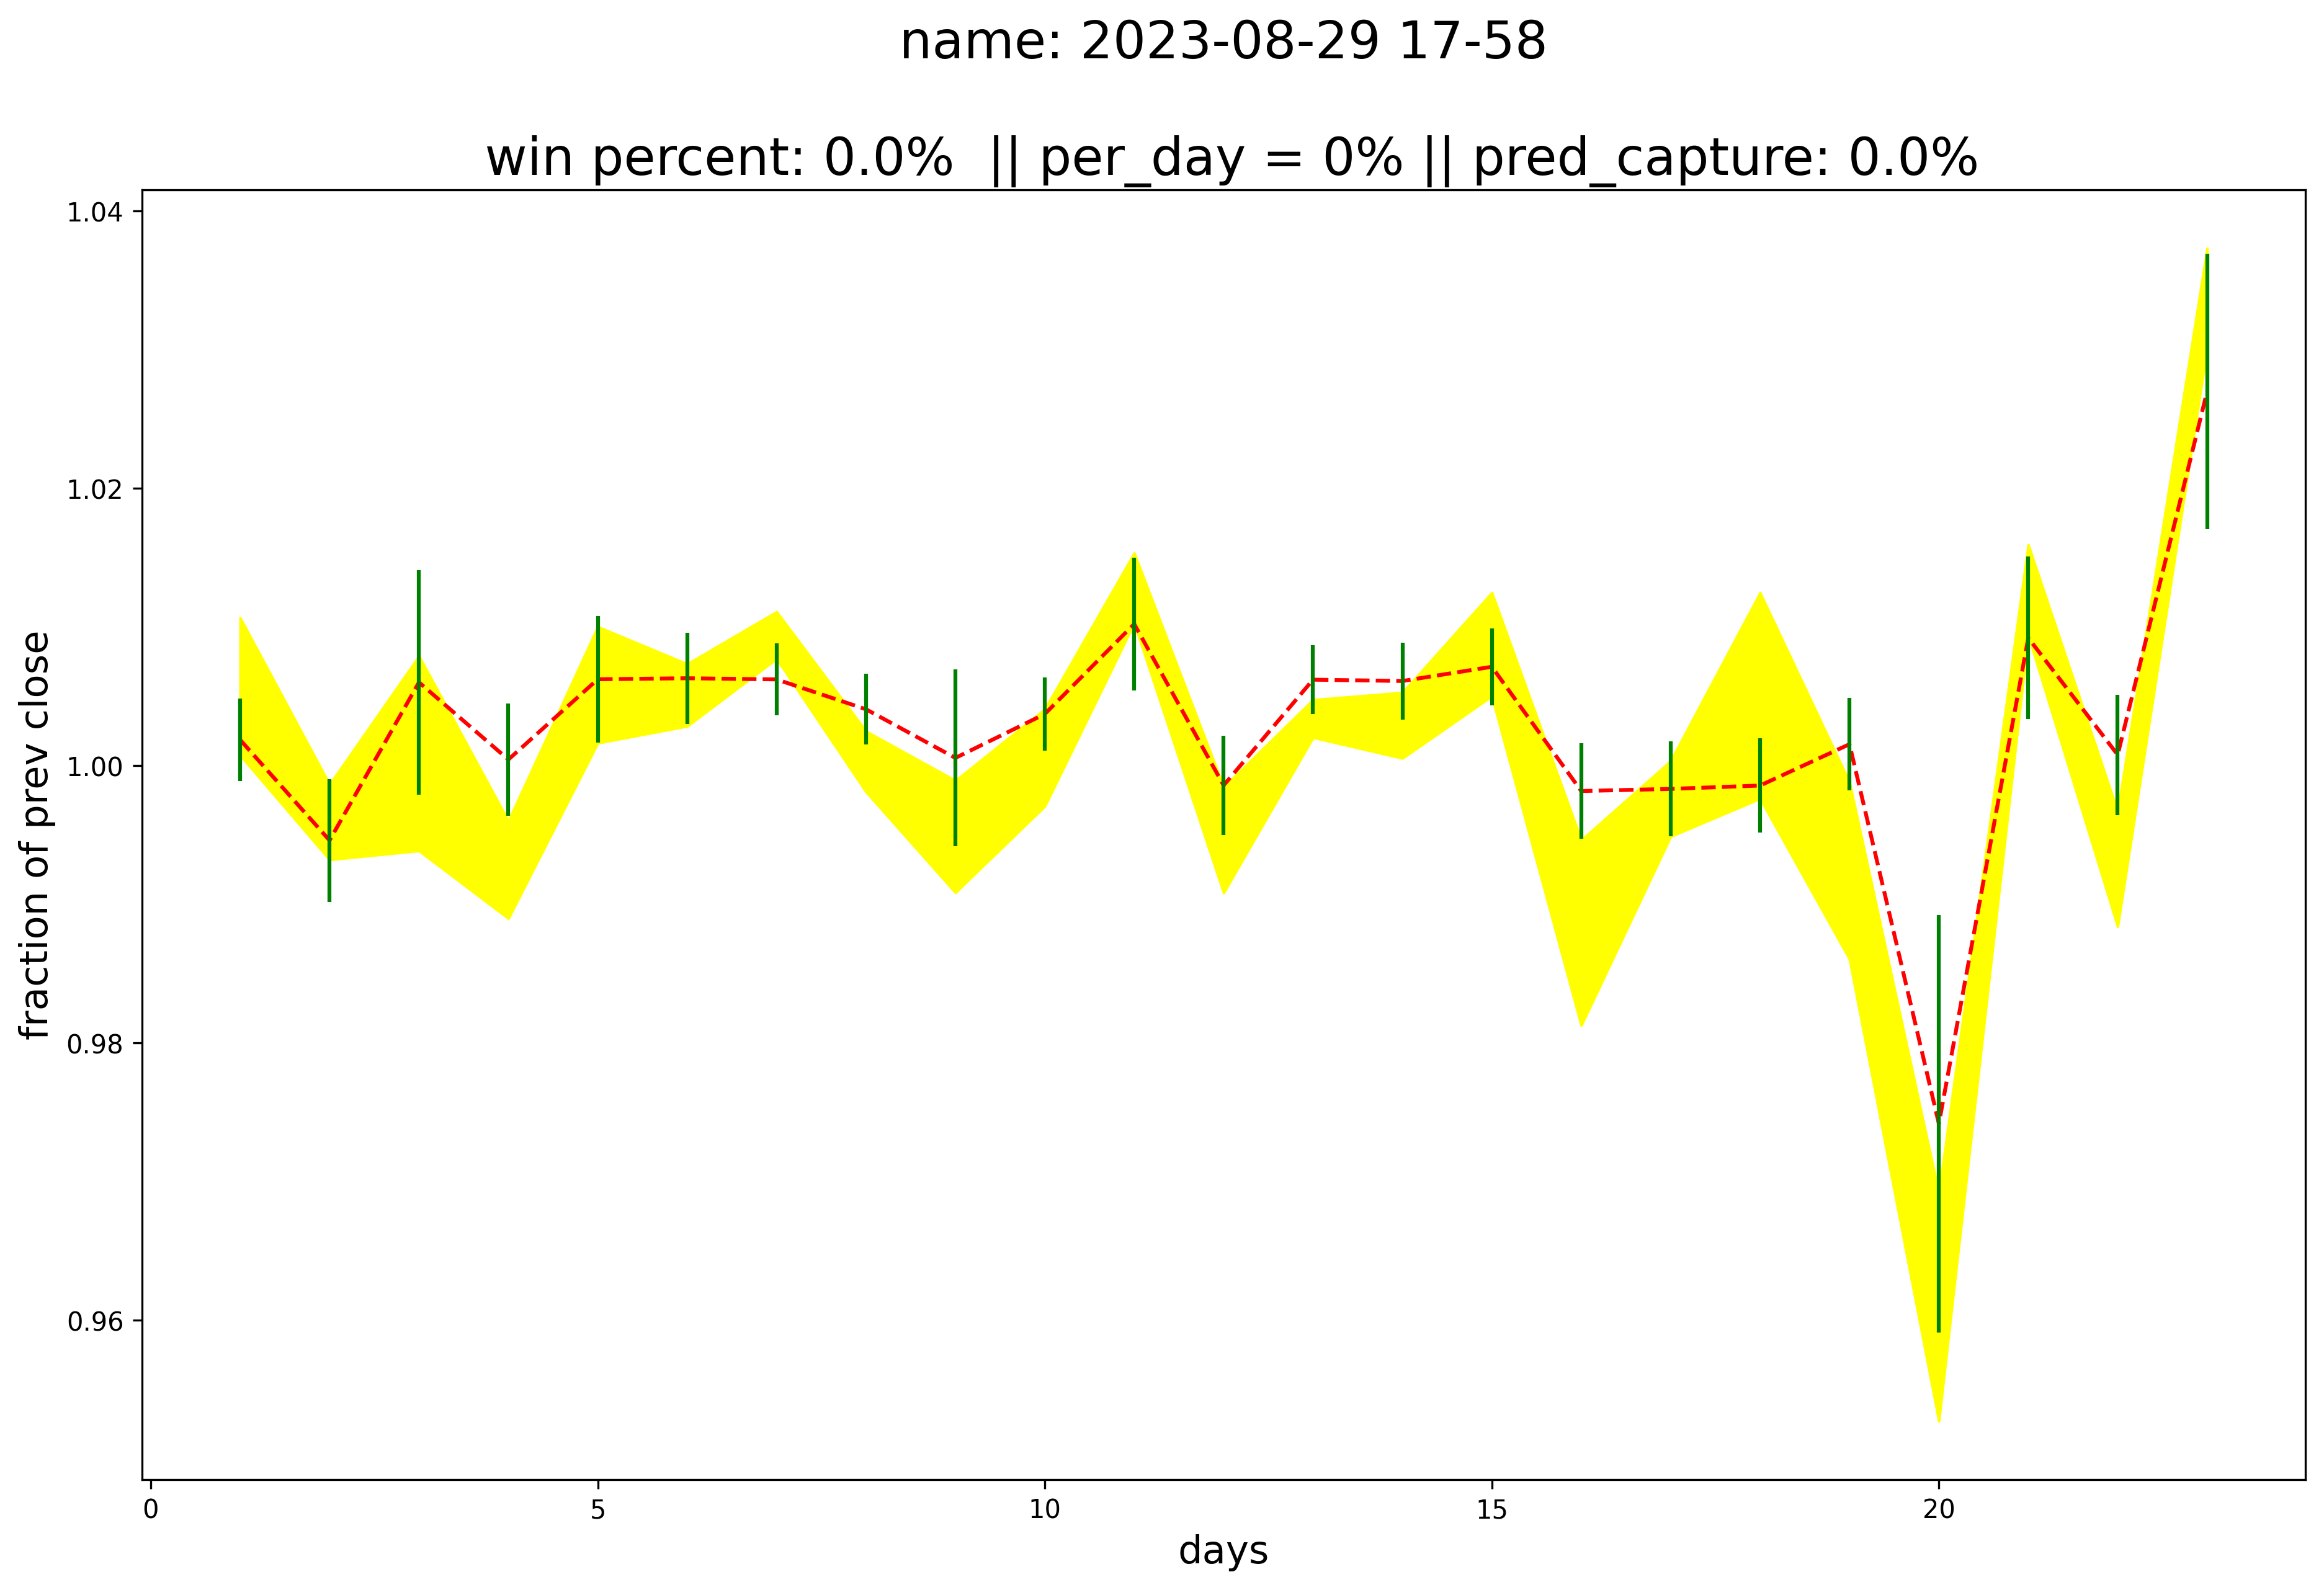 name: 2023-08-29 17-58
win percent: 0.0%  || per_day = 0% || pred_capture: 0.0%
1.04
1.02
1.00
0.98
0.96
fraction of prev close
0
5
10
15
20
days